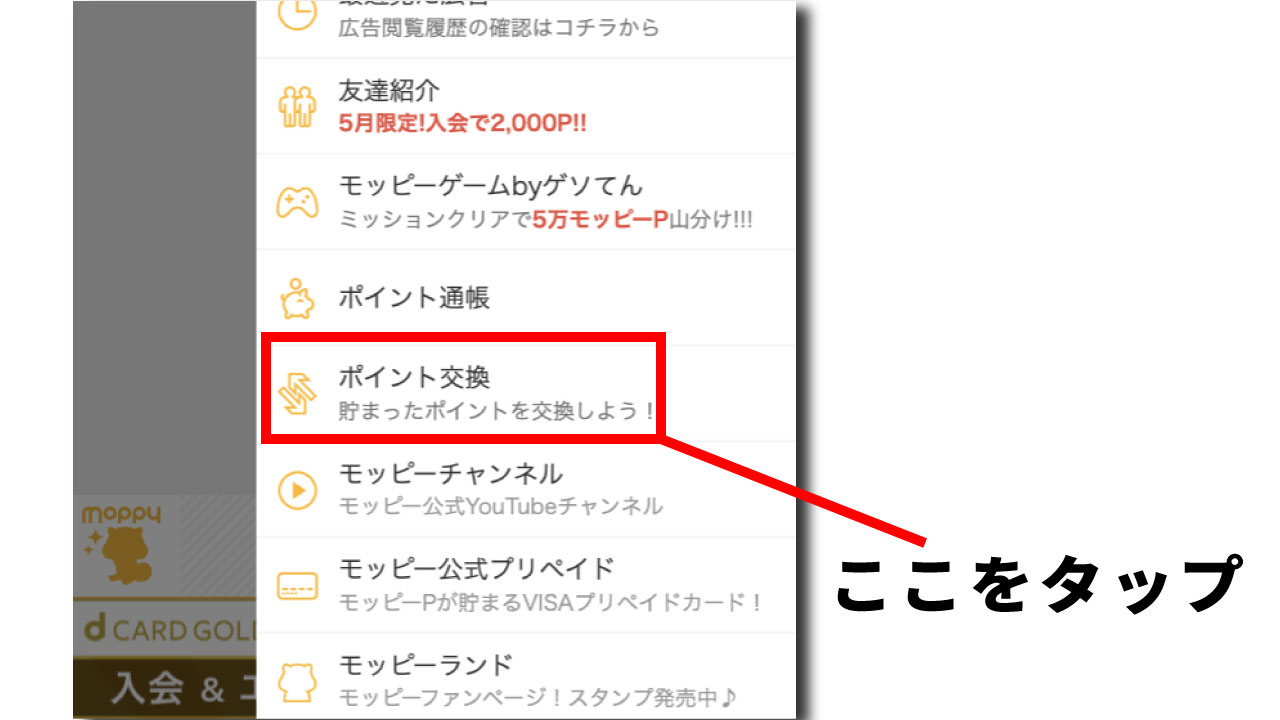 広告閲覧履歴の確認はコチラから
友達紹介
5月限定!入会で2,000P!!
モッピーゲームbyゲソてん
ミッションクリアで5万モッピーP山分け!!!
ポイント通帳
ポイント交換
貯まったポイントを交換しよう！
モッピーチャンネル
モッピー公式YouTubeチャンネル
moppy
モッピー公式プリペイド
モッピーPが貯まるVISAプリペイドカード！
ここをタップ
d CARD GOL
モッピーランド
モッピーファンページ！スタンプ発売中♪
入会 &